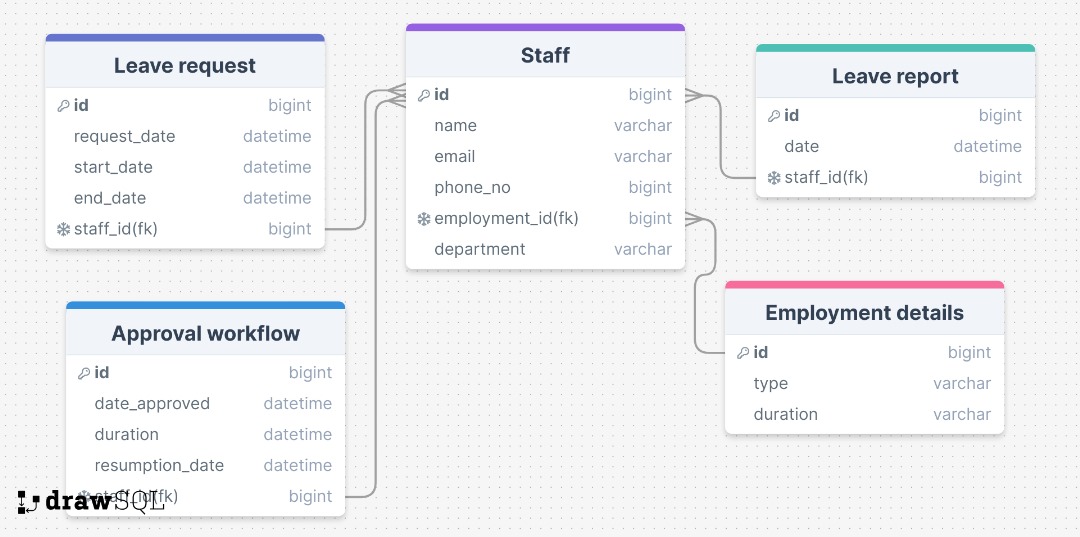 Leave request
id bigint
request_date datetime
start_date datetime
end_date datetime
staff_id(fk) bigint
Staff
id bigint
name varchar
email varchar
phone_no bigint
employment_id(fk) bigint
department varchar
Leave report
id bigint
date datetime
staff_id(fk) bigint
Approval workflow
id bigint
date_approved datetime
duration datetime
resumption_date datetime
staff_id(fk) bigint
Employment details
id bigint
type varchar
duration varchar
drawSQL